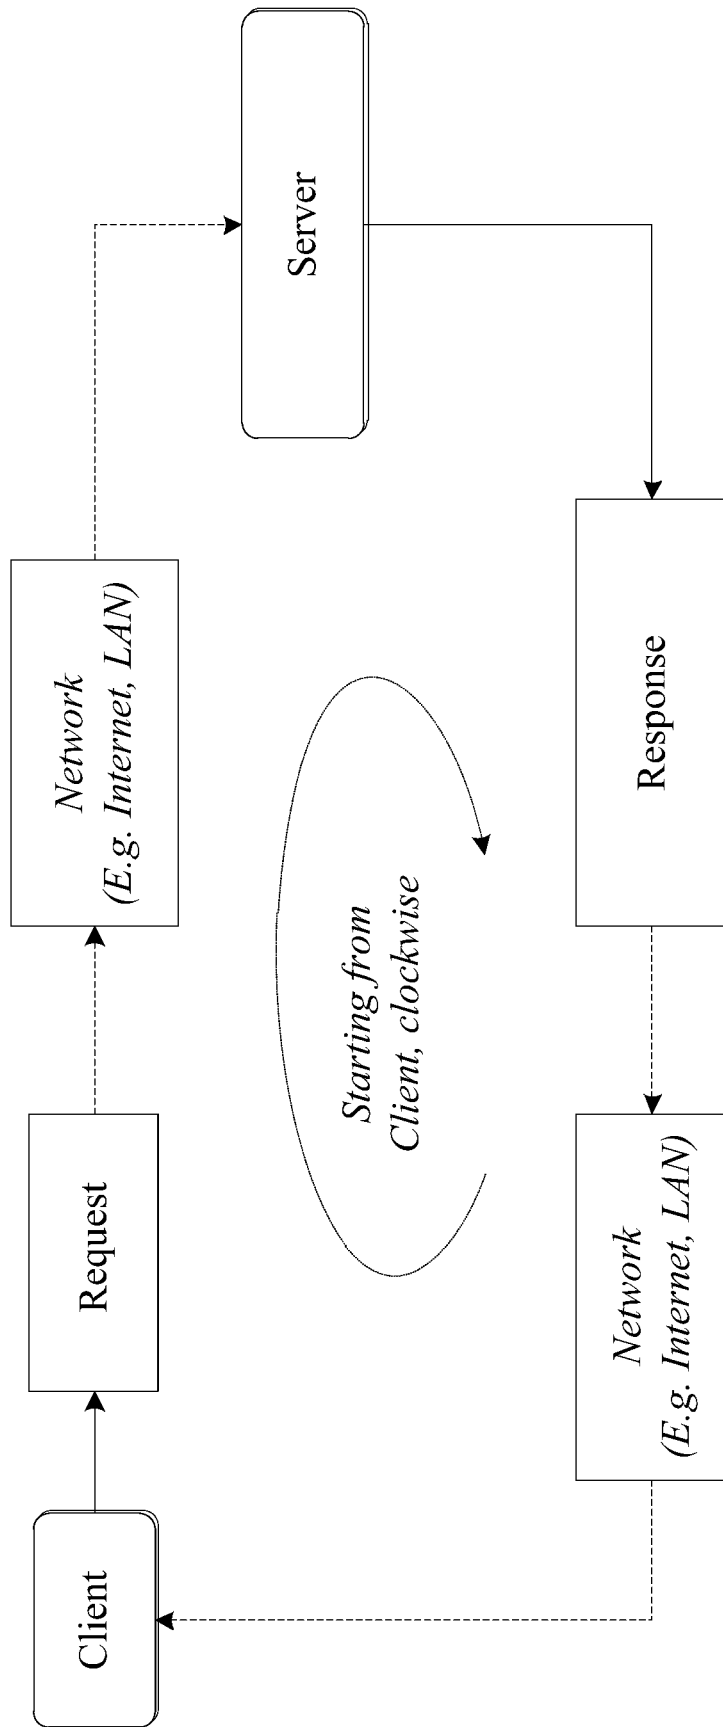 Client
Request
Network
(E.g. Internet, LAN)
Server
Starting from
Client, clockwise
Response
Network
(E.g. Internet, LAN)